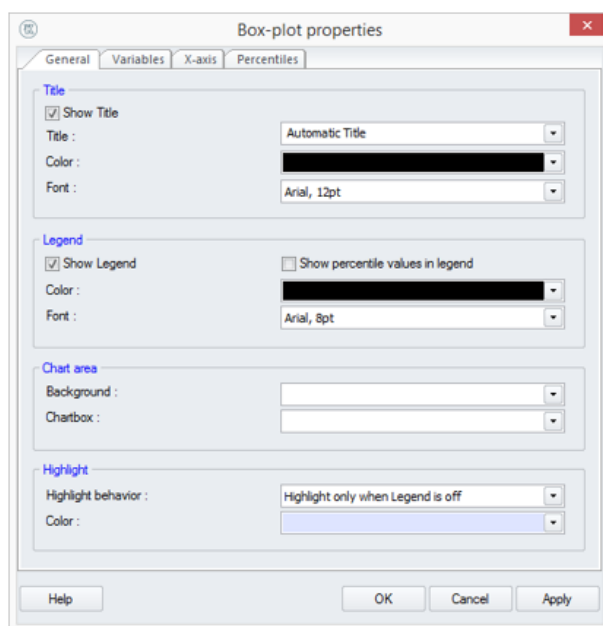 Box-plot properties
General Variables X-axis Percentiles
Title
Show Title
Title : Automatic Title
Color :
Font : Arial, 12pt
Legend
Show Legend Show percentile values in legend
Color :
Font : Arial, 8pt
Chart area
Background :
Chartbox :
Highlight
Highlight behavior : Highlight only when Legend is off
Color :
Help OK Cancel Apply